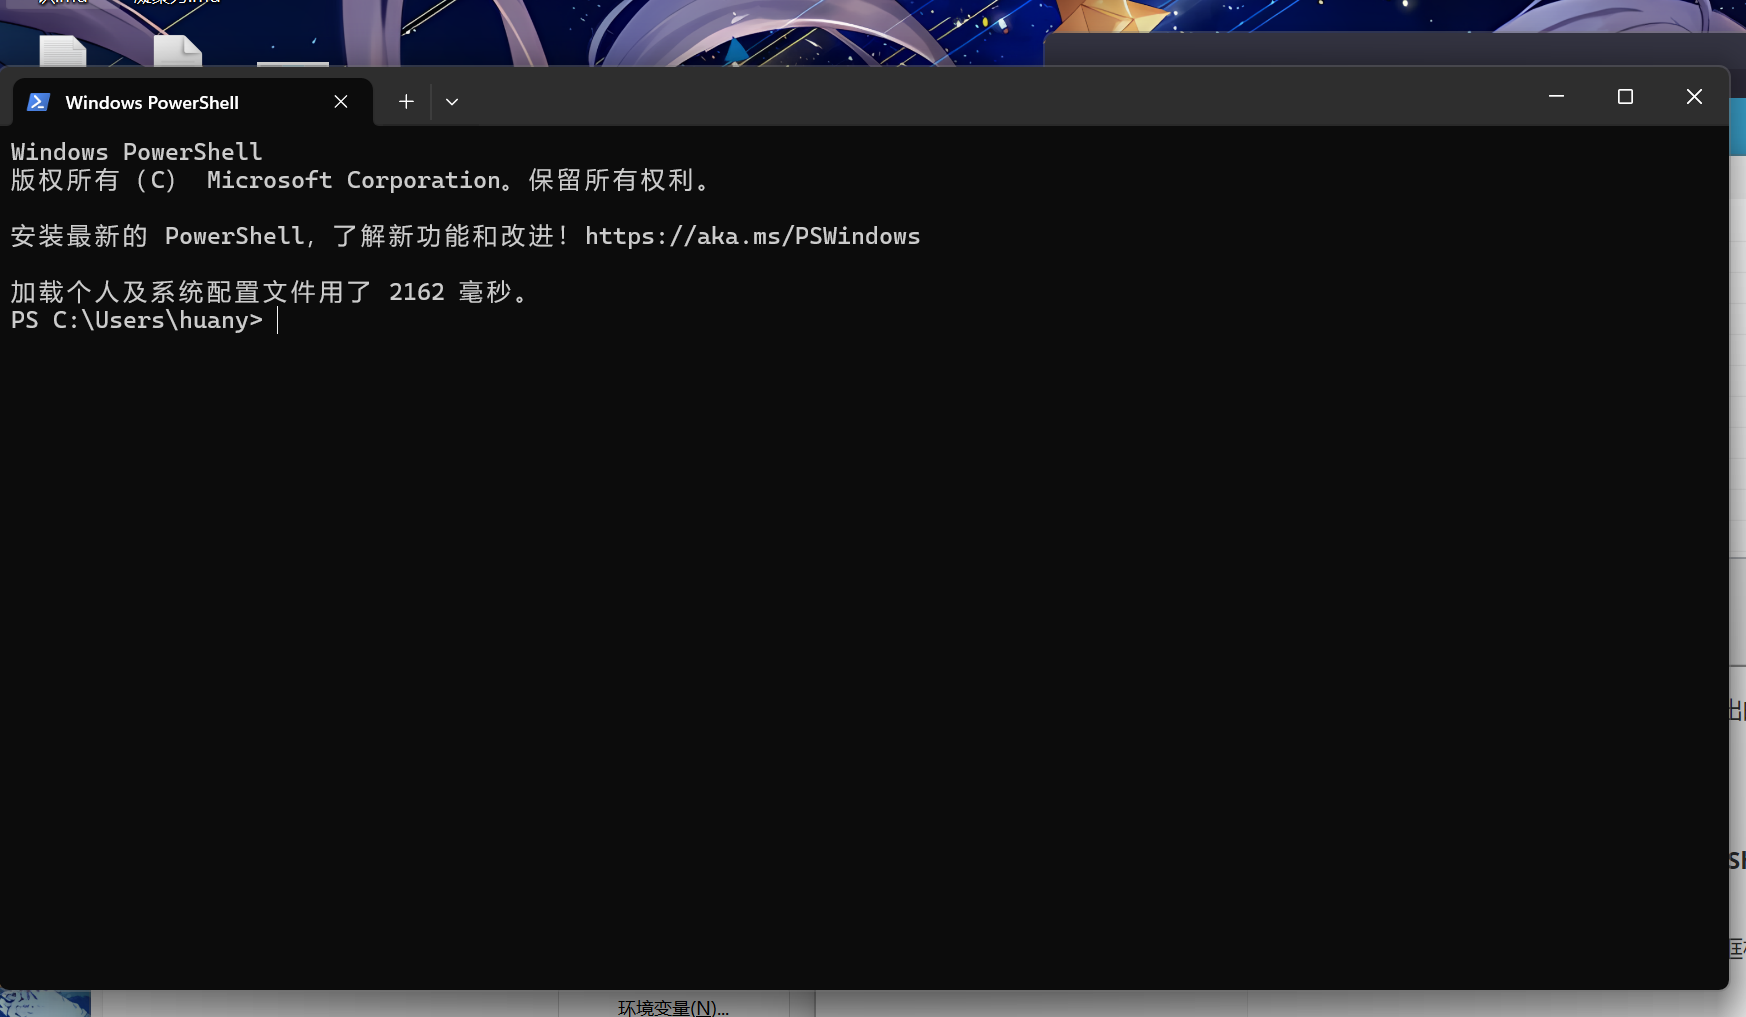 Windows PowerShell
Windows PowerShell
版权所有 (C) Microsoft Corporation。保留所有权利。
安装最新的 PowerShell，了解新功能和改进！https://aka.ms/PSWindows
加载个人及系统配置文件用了 2162 毫秒。
PS C:\Users\huany>
环境变量(N)...